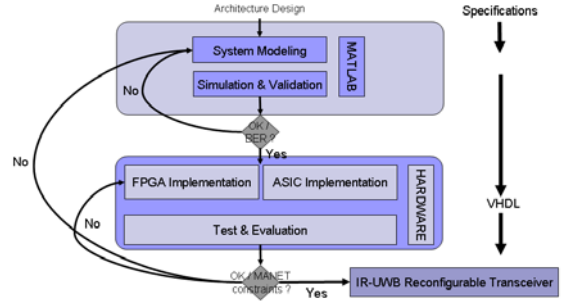 Architecture Design
Specifications
System Modeling
MATLAB
Simulation & Validation
No
OK /
BER ?
Yes
No
FPGA Implementation
ASIC Implementation
HARDWARE
No
VHDL
Test & Evaluation
OK / MANET
constraints ?
Yes
IR-UWB Reconfigurable Transceiver